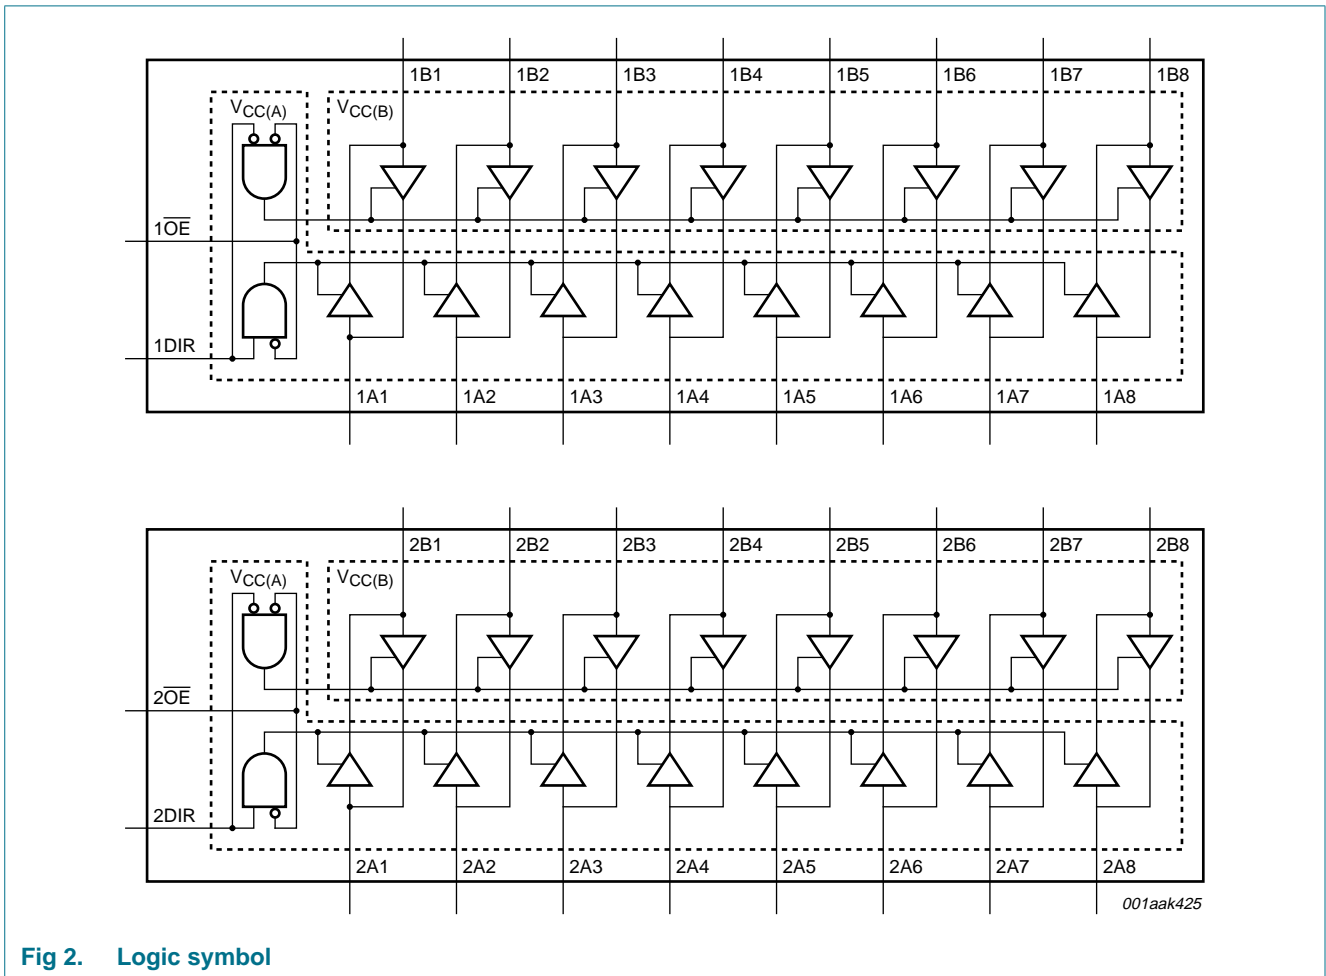 1B1 1B2 1B3 1B4 1B5 1B6 1B7 1B8
VCC(A) VCC(B)
1O̅E̅
1DIR
1A1 1A2 1A3 1A4 1A5 1A6 1A7 1A8
2B1 2B2 2B3 2B4 2B5 2B6 2B7 2B8
VCC(A) VCC(B)
2O̅E̅
2DIR
2A1 2A2 2A3 2A4 2A5 2A6 2A7 2A8
001aak425
Fig 2. Logic symbol